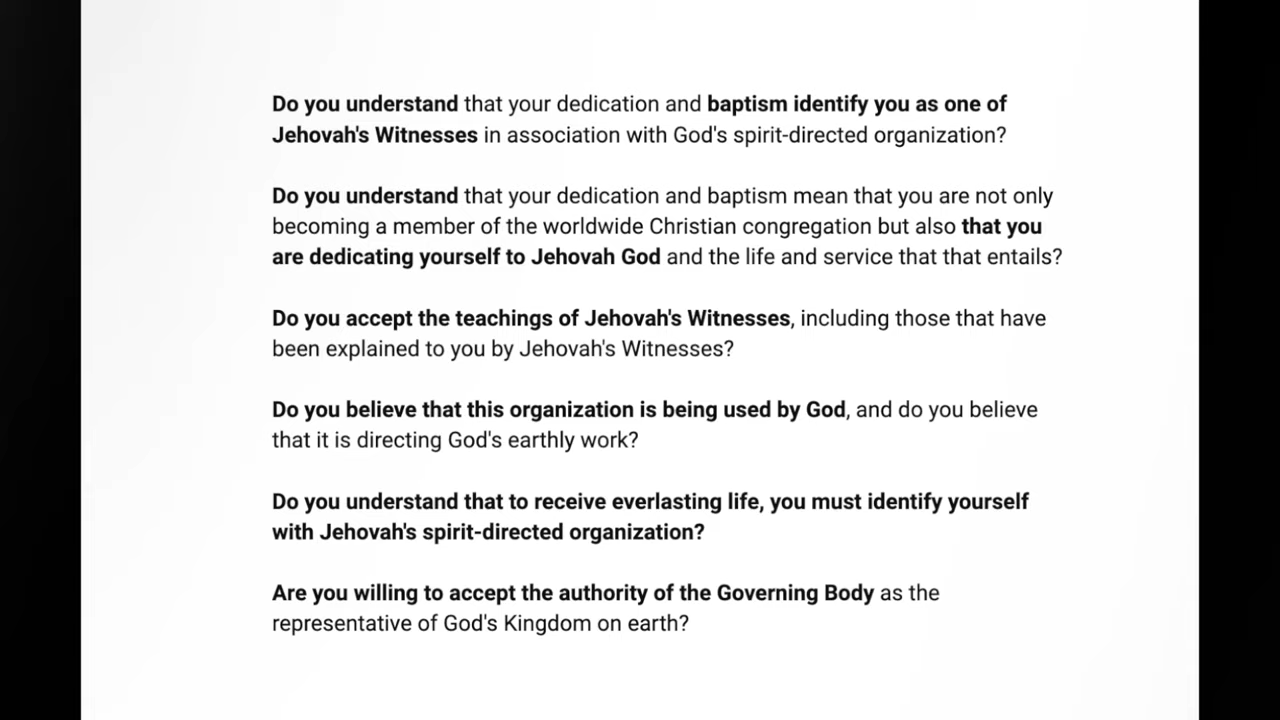 Do you understand that your dedication and baptism identify you as one of
Jehovah's Witnesses in association with God's spirit-directed organization?
Do you understand that your dedication and baptism mean that you are not only
becoming a member of the worldwide Christian congregation but also that you
are dedicating yourself to Jehovah God and the life and service that that entails?
Do you accept the teachings of Jehovah's Witnesses, including those that have
been explained to you by Jehovah's Witnesses?
Do you believe that this organization is being used by God, and do you believe
that it is directing God's earthly work?
Do you understand that to receive everlasting life, you must identify yourself
with Jehovah's spirit-directed organization?
Are you willing to accept the authority of the Governing Body as the
representative of God's Kingdom on earth?